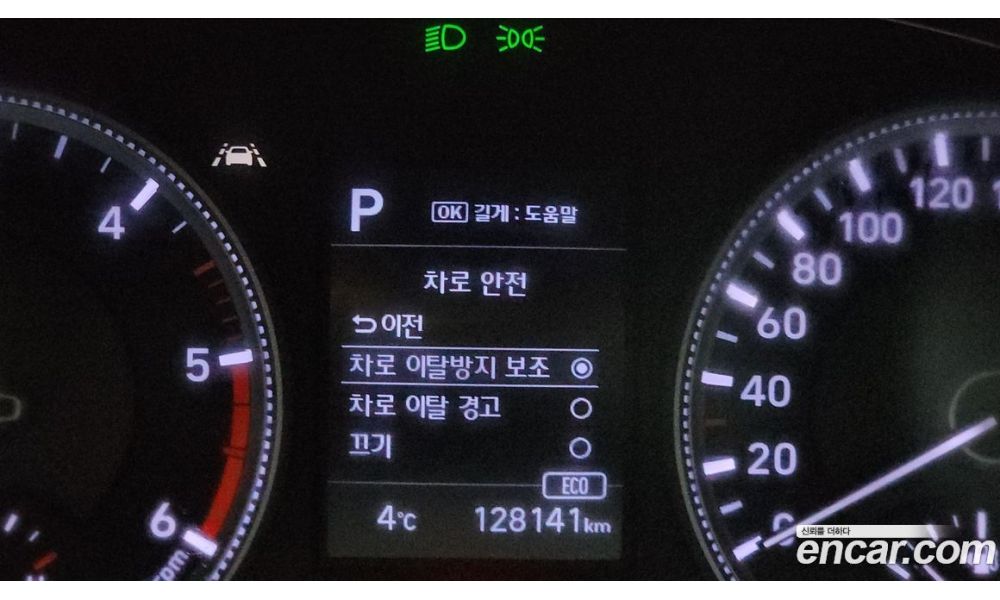 P
OK 길게 : 도움말
차로 안전
이전
차로 이탈방지 보조
차로 이탈 경고
끄기
ECO
4°C
128141km
4
5
6
120
100
80
60
40
20
0
신뢰를 더하다
encar.com